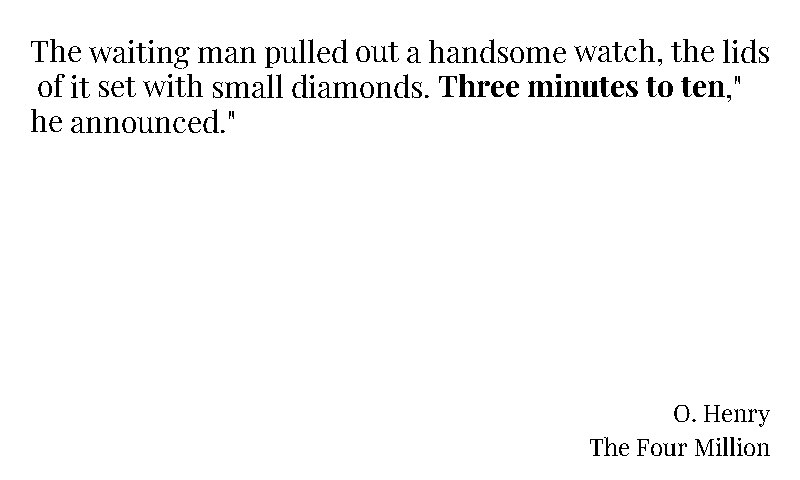 The waiting man pulled out a handsome watch, the lids
of it set with small diamonds. Three minutes to ten,"
he announced."
O. Henry
The Four Million